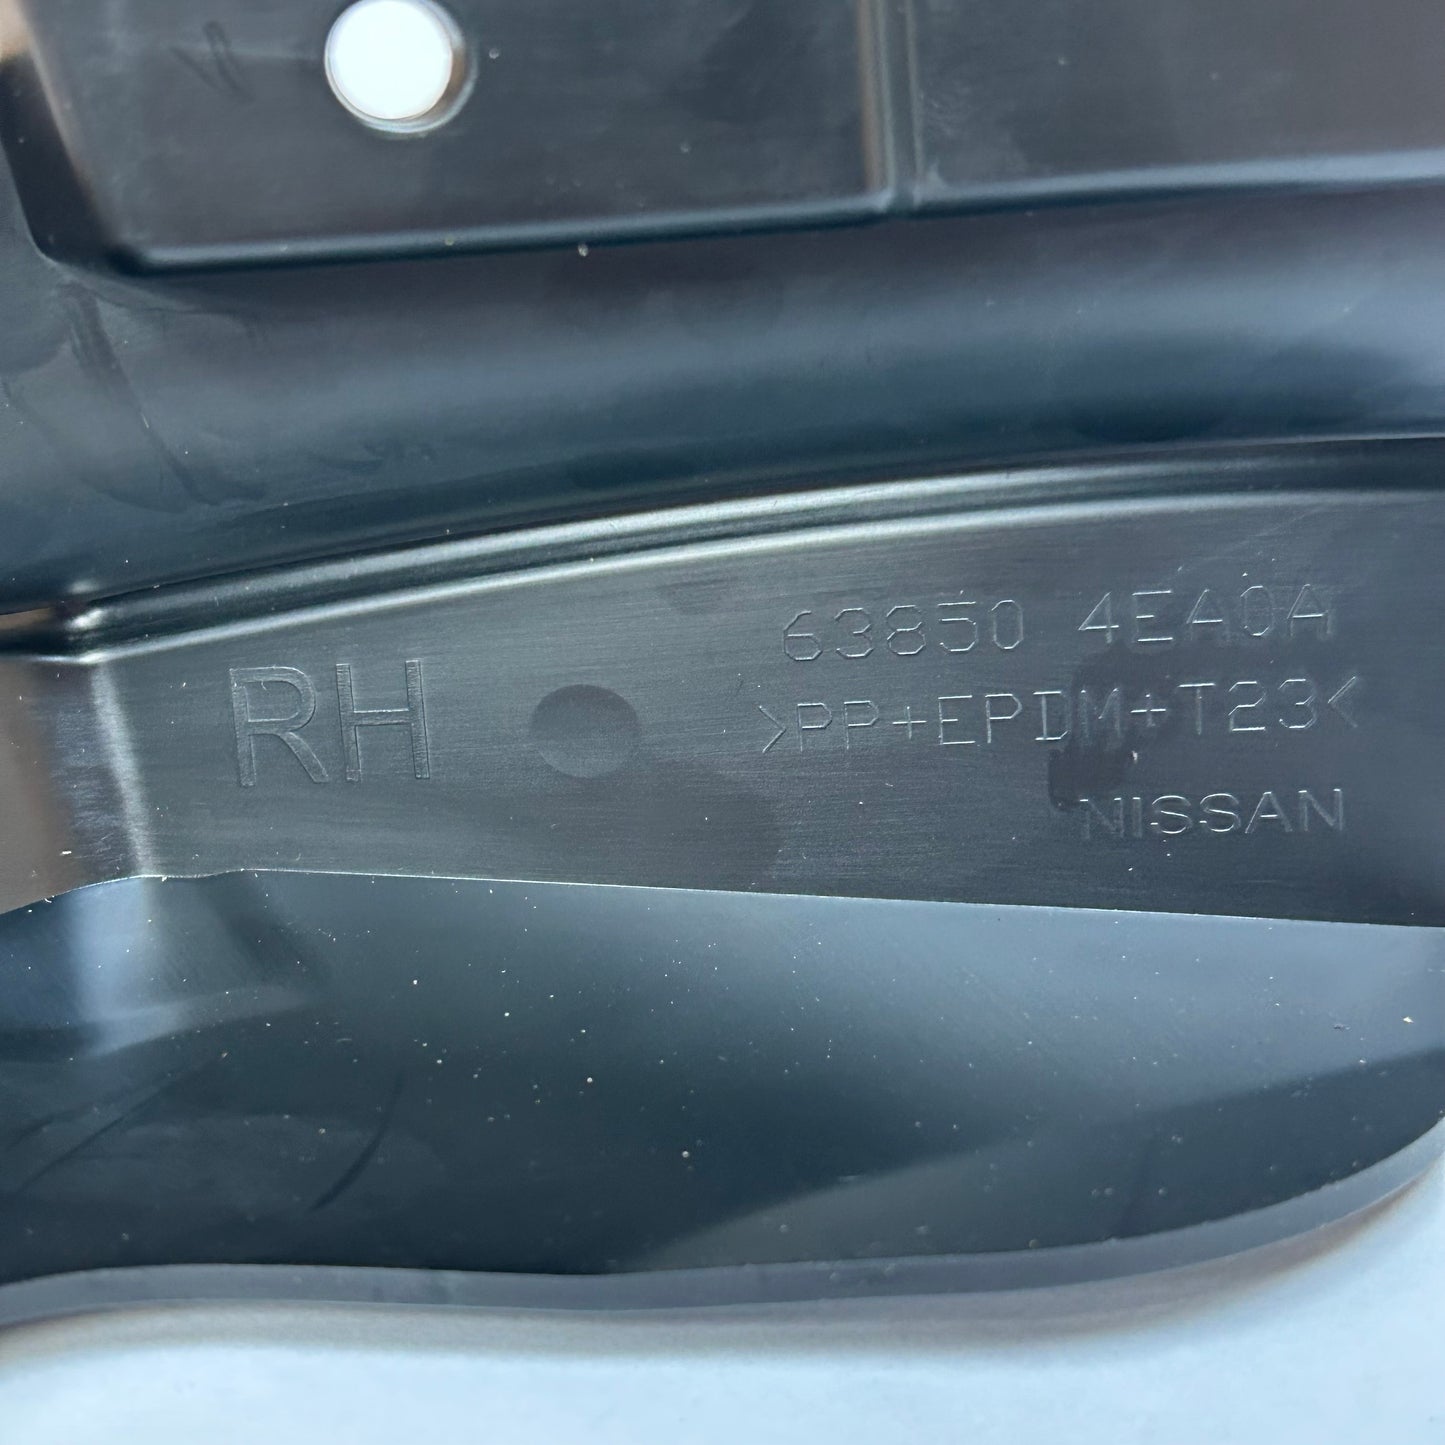 RH
63850 4EA0A
>PP+EPDM+T23<
NISSAN